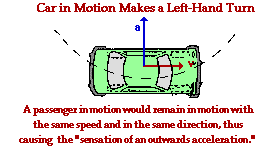 Car in Motion Makes a Left-Hand Turn
a
v
A passenger in motion would remain in motion with
the same speed and in the same direction, thus
causing the "sensation of an outwards acceleration."